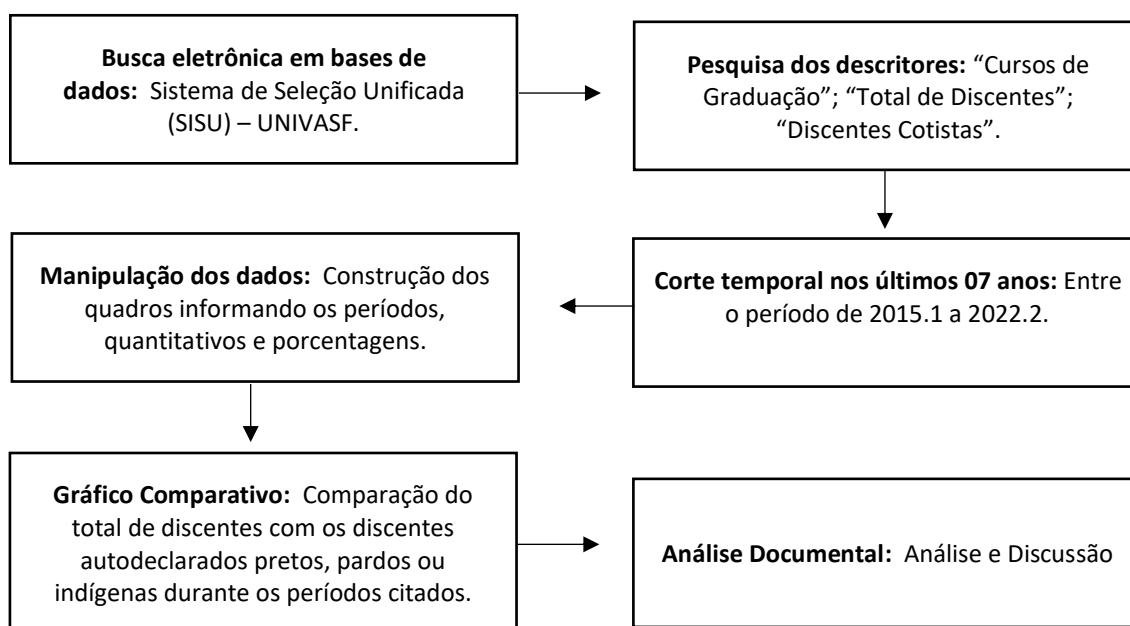 Busca eletrônica em bases de
dados: Sistema de Seleção Unificada
(SISU) – UNIVASF.
Pesquisa dos descritores: “Cursos de
Graduação”; “Total de Discentes”;
“Discentes Cotistas”.
Corte temporal nos últimos 07 anos: Entre
o período de 2015.1 a 2022.2.
Manipulação dos dados: Construção dos
quadros informando os períodos,
quantitativos e porcentagens.
Gráfico Comparativo: Comparação do
total de discentes com os discentes
autodeclarados pretos, pardos ou
indígenas durante os períodos citados.
Análise Documental: Análise e Discussão